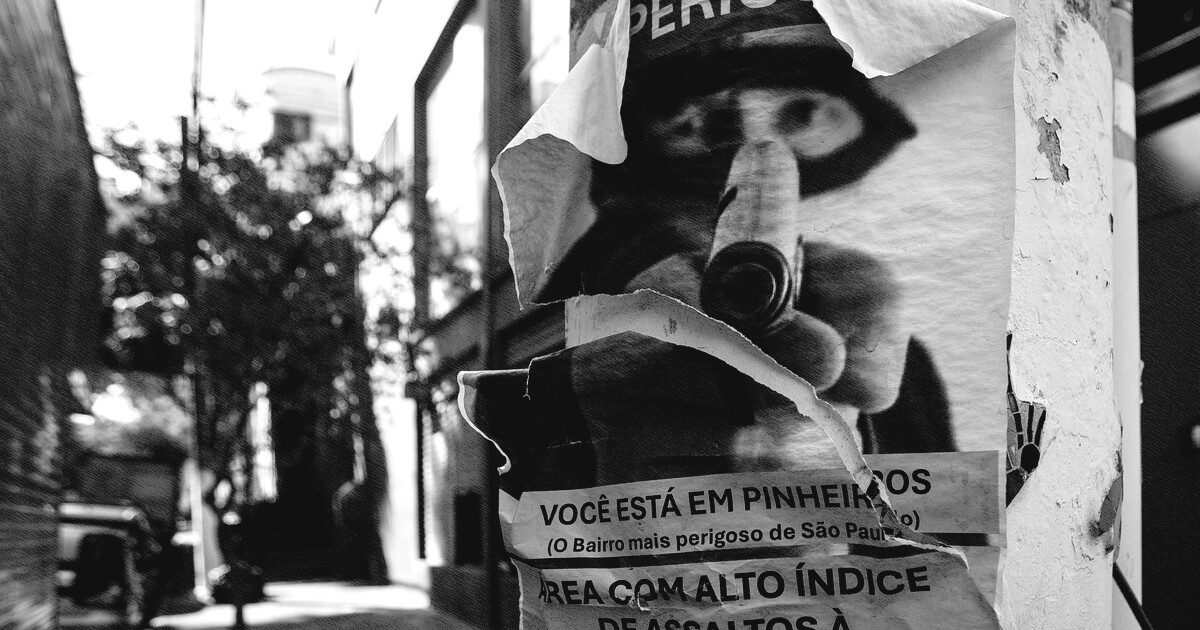 VOCÊ ESTÁ EM PINHEIROS
(O Bairro mais perigoso de São Paulo)
ÁREA COM ALTO ÍNDICE
DE ASSALTOS À